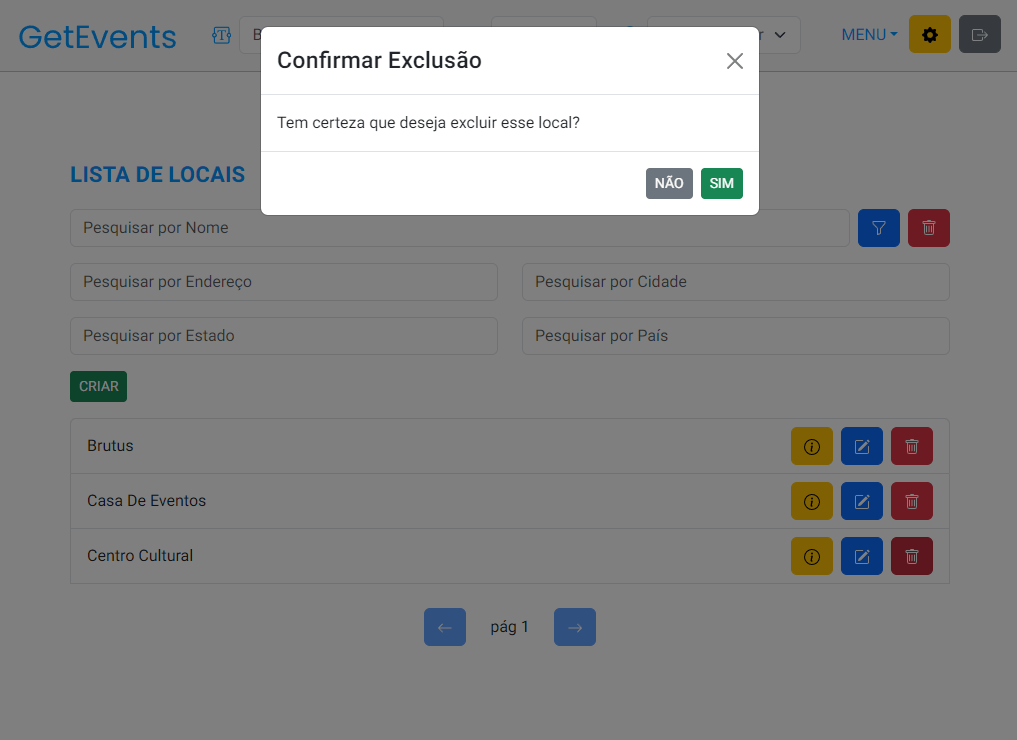 GetEvents
MENU
Confirmar Exclusão
Tem certeza que deseja excluir esse local?
NÃO SIM
LISTA DE LOCAIS
Pesquisar por Nome
Pesquisar por Endereço Pesquisar por Cidade
Pesquisar por Estado Pesquisar por País
CRIAR
Brutus
Casa De Eventos
Centro Cultural
pág 1